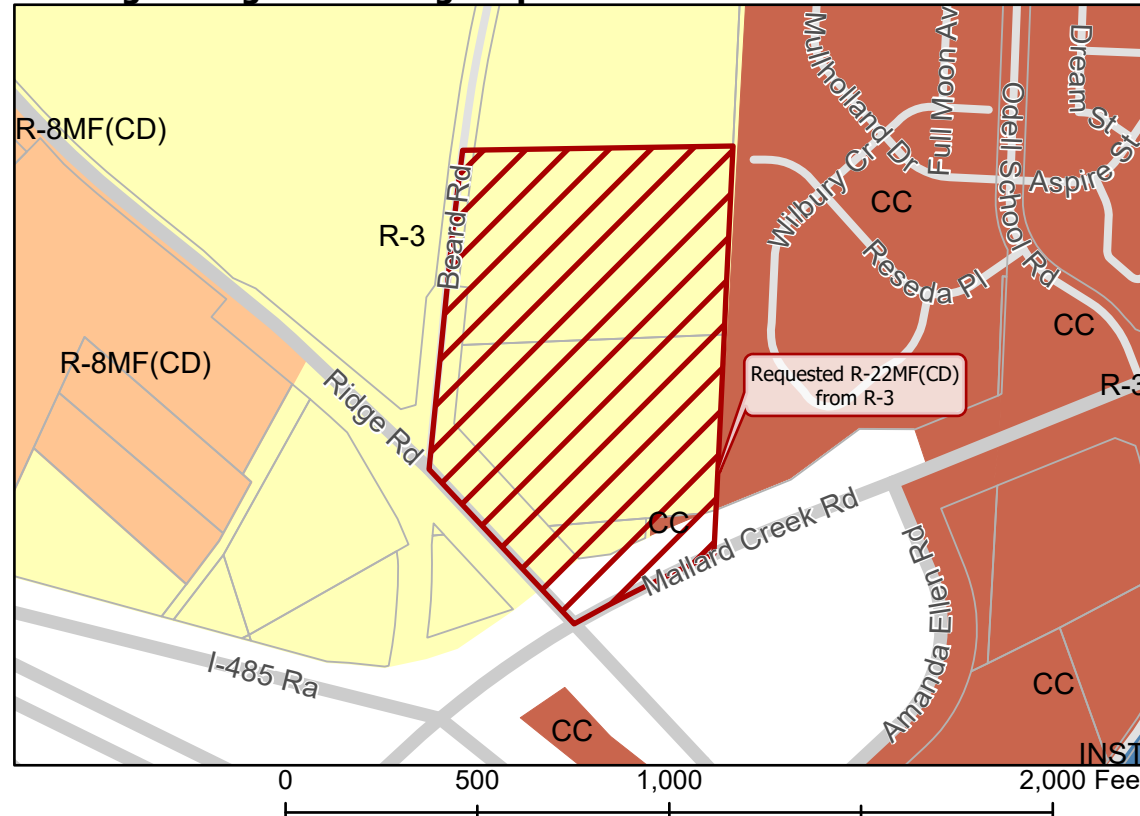 R-8MF(CD)
Mullholland Dr
Full Moon Av
Odell School Rd
Dream St
Aspire St
Wilbury Cr
CC
Beard Rd
R-3
Reseda Pl
CC
R-8MF(CD)
Ridge Rd
Requested R-22MF(CD)
from R-3
R-3
CC
Mallard Creek Rd
Amanda Ellen Rd
I-485 Ra
CC
CC
INST
0 500 1,000 2,000 Fee